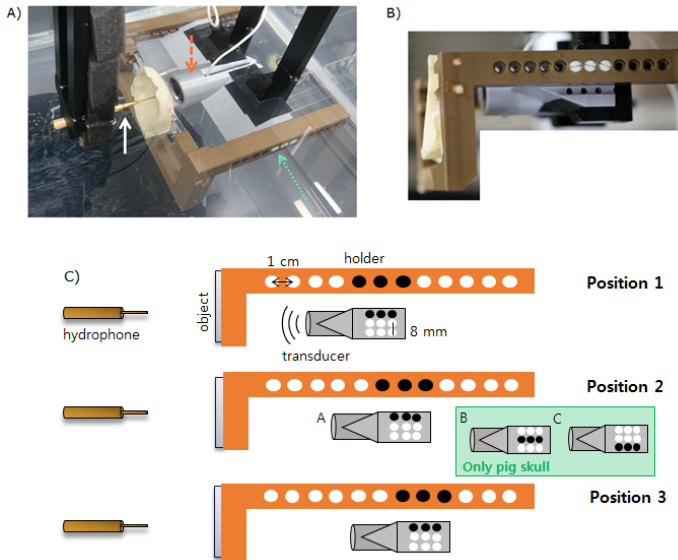 A)
B)
C)
1 cm
holder
Position 1
object
hydrophone
8 mm
transducer
Position 2
A
B
C
Only pig skull
Position 3